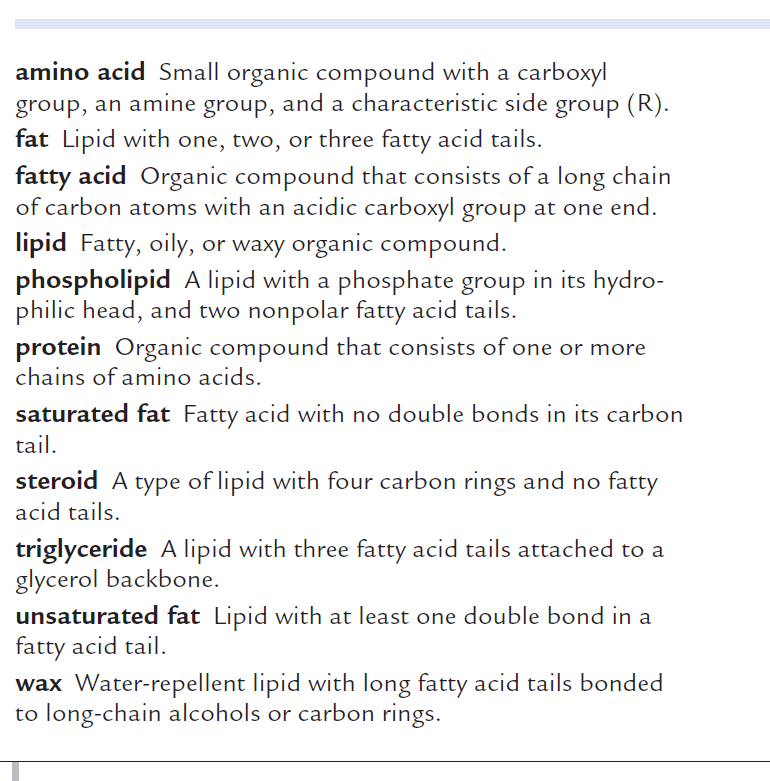 amino acid Small organic compound with a carboxyl
group, an amine group, and a characteristic side group (R).
fat Lipid with one, two, or three fatty acid tails.
fatty acid Organic compound that consists of a long chain
of carbon atoms with an acidic carboxyl group at one end.
lipid Fatty, oily, or waxy organic compound.
phospholipid A lipid with a phosphate group in its hydro-
philic head, and two nonpolar fatty acid tails.
protein Organic compound that consists of one or more
chains of amino acids.
saturated fat Fatty acid with no double bonds in its carbon
tail.
steroid A type of lipid with four carbon rings and no fatty
acid tails.
triglyceride A lipid with three fatty acid tails attached to a
glycerol backbone.
unsaturated fat Lipid with at least one double bond in a
fatty acid tail.
wax Water-repellent lipid with long fatty acid tails bonded
to long-chain alcohols or carbon rings.